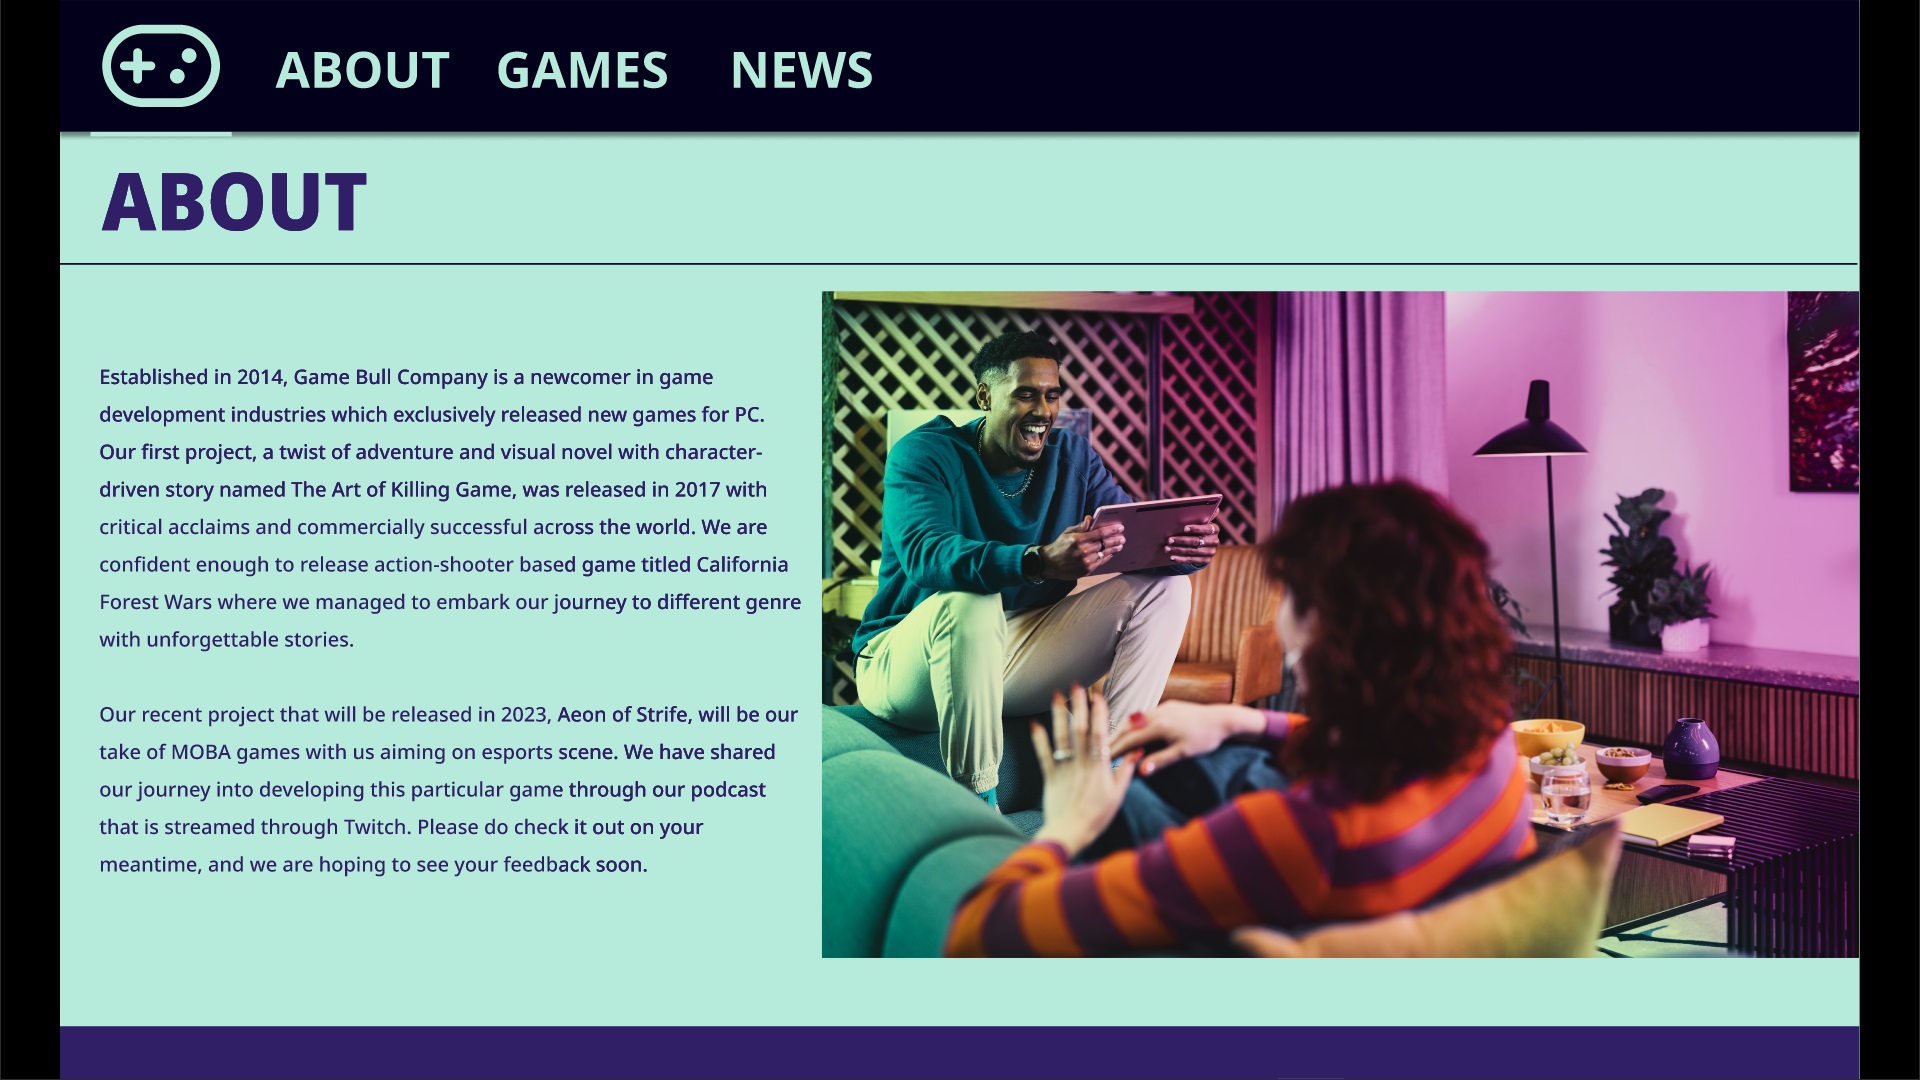 ABOUT GAMES NEWS
ABOUT
Established in 2014, Game Bull Company is a newcomer in game
development industries which exclusively released new games for PC.
Our first project, a twist of adventure and visual novel with character-
driven story named The Art of Killing Game, was released in 2017 with
critical acclaims and commercially successful across the world. We are
confident enough to release action-shooter based game titled California
Forest Wars where we managed to embark our journey to different genre
with unforgettable stories.
Our recent project that will be released in 2023, Aeon of Strife, will be our
take of MOBA games with us aiming on esports scene. We have shared
our journey into developing this particular game through our podcast
that is streamed through Twitch. Please do check it out on your
meantime, and we are hoping to see your feedback soon.